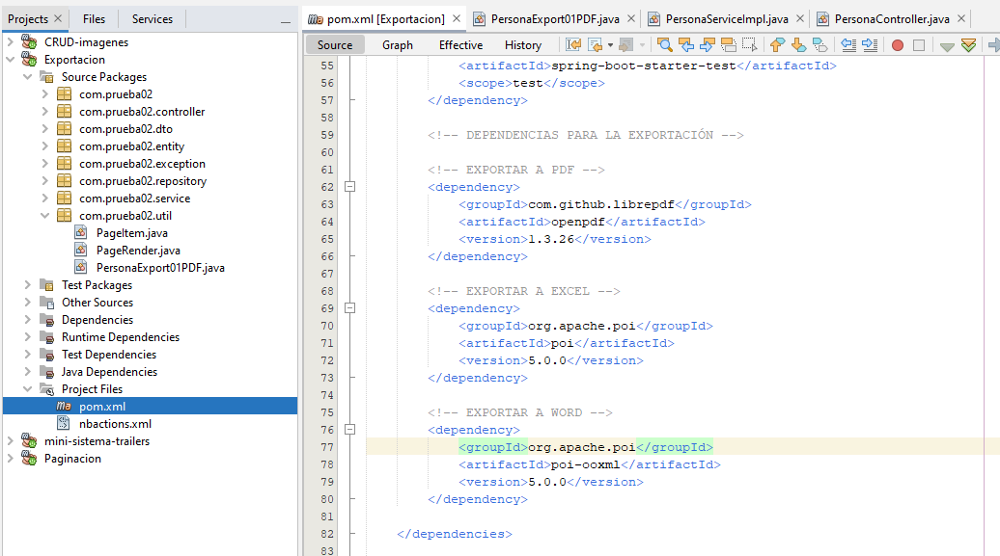 Projects
Files
Services
CRUD-imagenes
Exportacion
Source Packages
com.prueba02
com.prueba02.controller
com.prueba02.dto
com.prueba02.entity
com.prueba02.exception
com.prueba02.repository
com.prueba02.service
com.prueba02.util
PageItem.java
PageRender.java
PersonaExport01PDF.java
Test Packages
Other Sources
Dependencies
Runtime Dependencies
Test Dependencies
Java Dependencies
Project Files
pom.xml
nbactions.xml
mini-sistema-trailers
Paginacion
pom.xml [Exportacion]
PersonaExport01PDF.java
PersonaServiceImpl.java
PersonaController.java
Source
Graph
Effective
History
55 <artifactId>spring-boot-starter-test</artifactId>
56 <scope>test</scope>
57 </dependency>
58
59 <!-- DEPENDENCIAS PARA LA EXPORTACIÓN -->
60
61 <!-- EXPORTAR A PDF -->
62 <dependency>
63 <groupId>com.github.librepdf</groupId>
64 <artifactId>openpdf</artifactId>
65 <version>1.3.26</version>
66 </dependency>
67
68 <!-- EXPORTAR A EXCEL -->
69 <dependency>
70 <groupId>org.apache.poi</groupId>
71 <artifactId>poi</artifactId>
72 <version>5.0.0</version>
73 </dependency>
74
75 <!-- EXPORTAR A WORD -->
76 <dependency>
77 <groupId>org.apache.poi</groupId>
78 <artifactId>poi-ooxml</artifactId>
79 <version>5.0.0</version>
80 </dependency>
81
82 </dependencies>
83